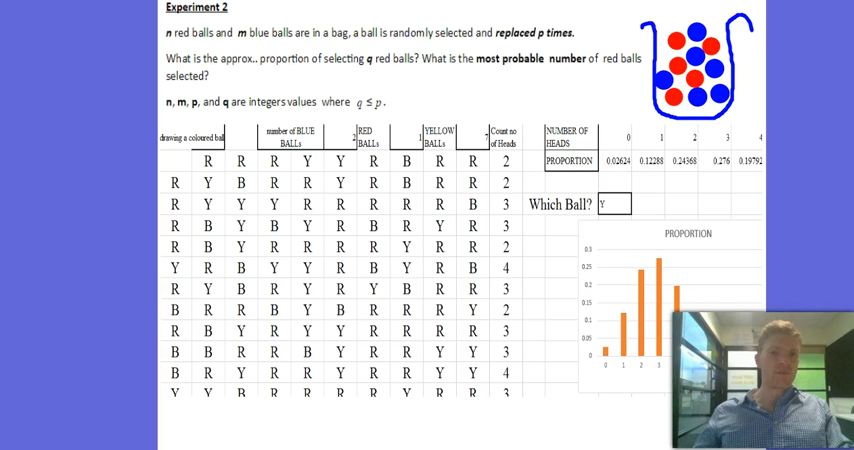 Experiment 2
n red balls and m blue balls are in a bag, a ball is randomly selected and replaced p times.
What is the approx.. proportion of selecting q red balls? What is the most probable number of red balls
selected?
n, m, p, and q are integers values where q ≤ p.
drawing a coloured ball number of BLUE BALLs 2 RED BALLs 1 YELLOW BALLs 7 Count no of Heads NUMBER OF HEADS 0 1 2 3 4
R R R Y Y R B R R 2 PROPORTION 0.02624 0.12288 0.24368 0.276 0.19792
R Y B R R Y R B R R 2
R Y Y Y R R R R R B 3 Which Ball? Y
R B Y B Y R B R Y R 3
R B Y R R R R Y R R 2
Y R B Y Y R B Y R B 4
R Y B R Y R Y B R R 3
B R R B Y B R R R Y 2
R B Y R Y Y R R R R 3
B B R R B Y R R Y Y 3
B R Y R R Y R R Y Y 4
Y Y B R R R R Y R R 3
PROPORTION
0.3
0.25
0.2
0.15
0.1
0.05
0
0 1 2 3